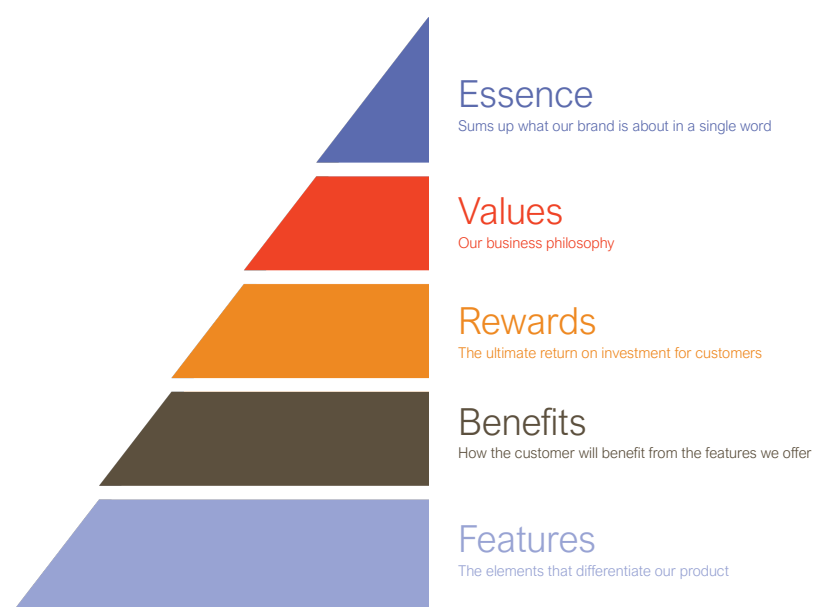 Essence
Sums up what our brand is about in a single word
Values
Our business philosophy
Rewards
The ultimate return on investment for customers
Benefits
How the customer will benefit from the features we offer
Features
The elements that differentiate our product